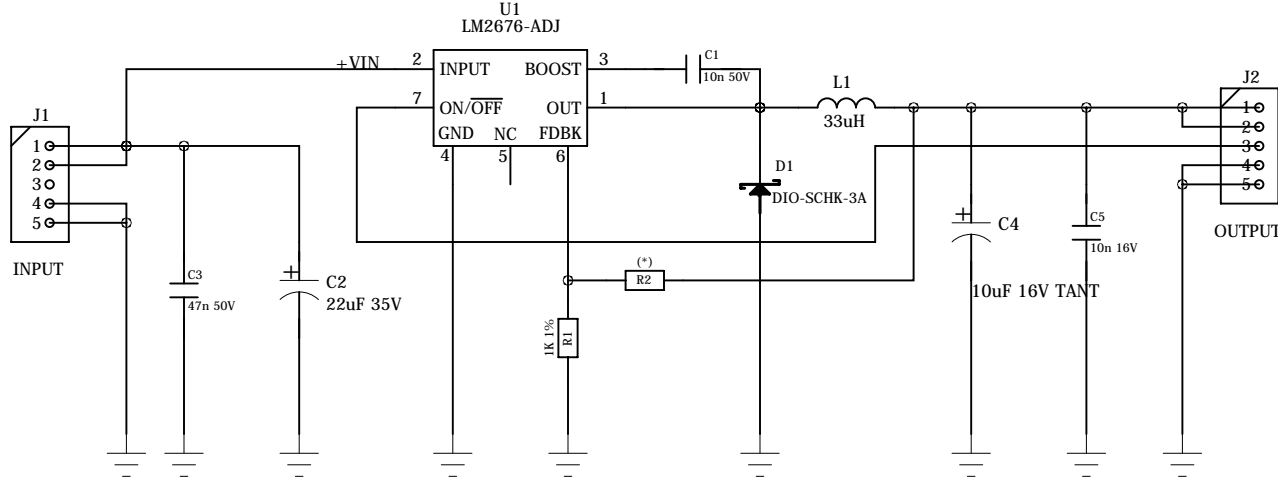 U1
LM2676-ADJ
+VIN
2
INPUT
BOOST
3
7
ON/OFF
OUT
1
GND
NC
FDBK
4
5
6
C1
10n 50V
L1
33uH
J2
1
2
3
4
5
OUTPUT
J1
1
2
3
4
5
INPUT
D1
DIO-SCHK-3A
C3
47n 50V
+
C2
22uF 35V
(*)
R2
1K 1%
R1
+
C4
10uF 16V TANT
C5
10n 16V